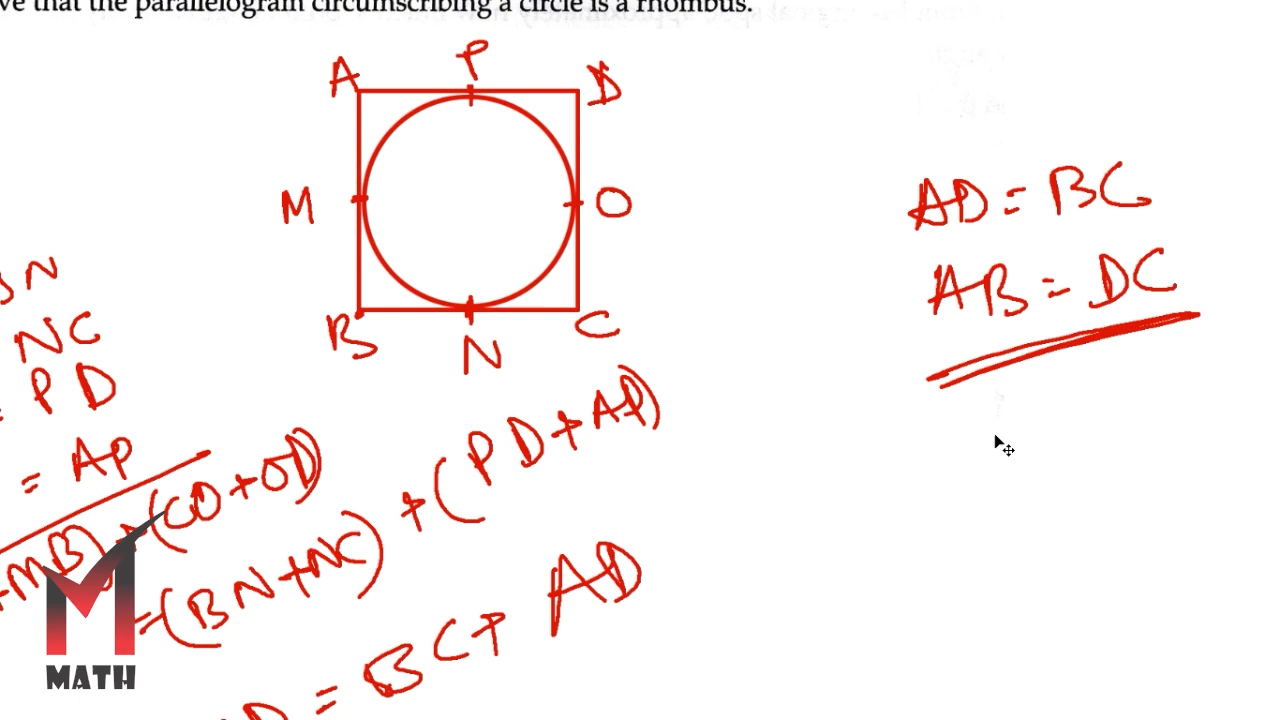 ve that the parallelogram circumscribing a circle is a rhombus.
A P D
M O
B N C
AD = BC
AB = DC
BN
NC
= PD
= AP
+MB) + (CO + OD)
= (BN + NC) + (PD + AP)
D = BC + AD
MATH